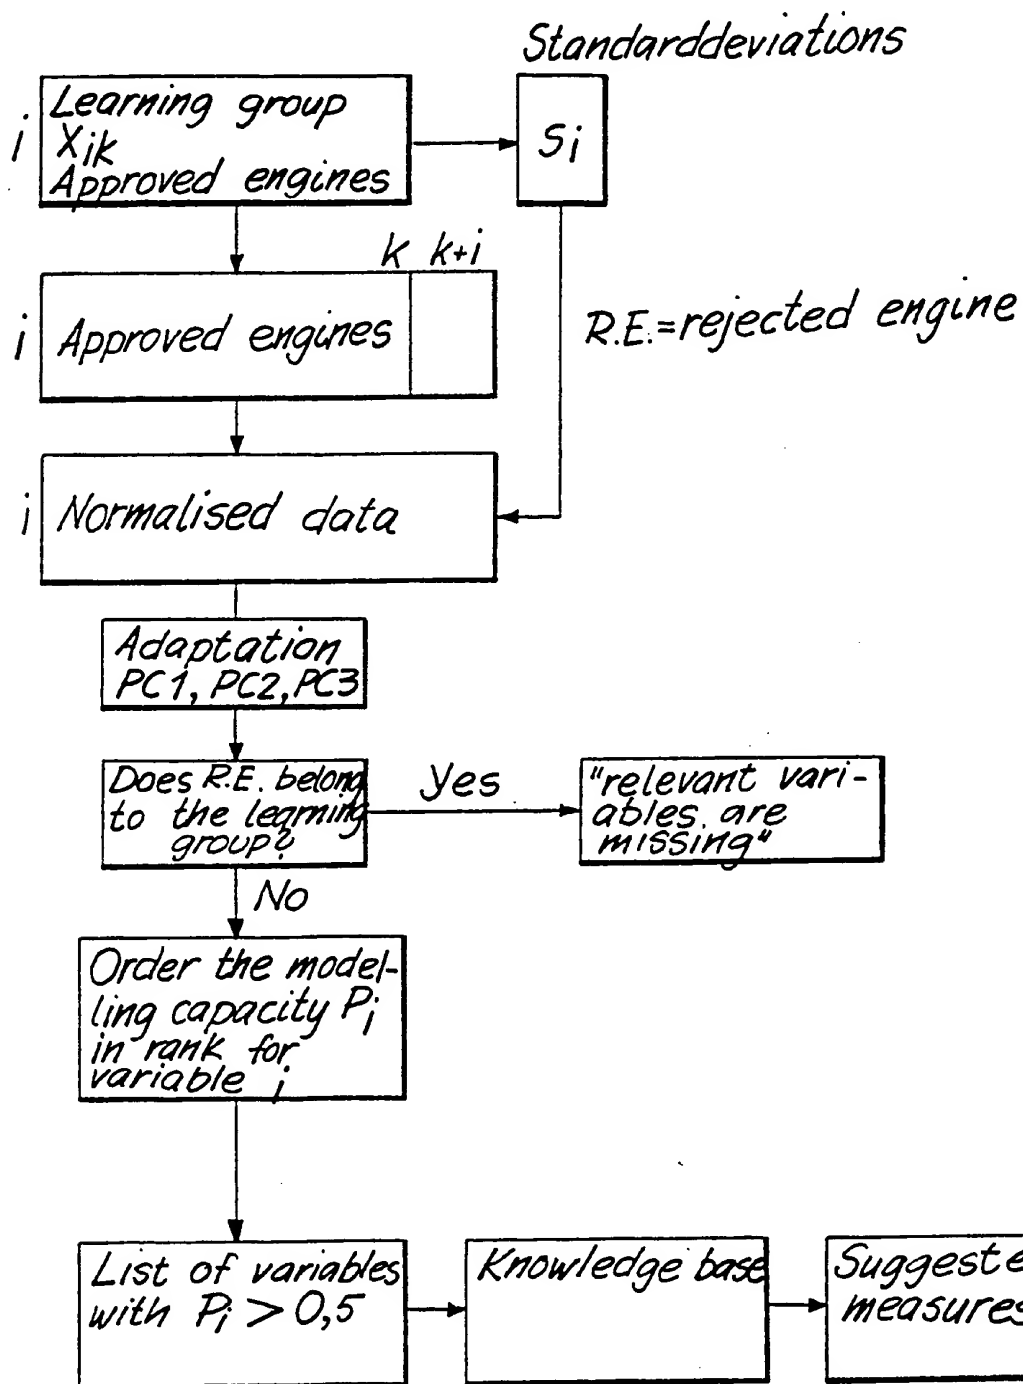 Standarddeviations
i
Learning group
Xik
Approved engines
Si
k k+i
i
Approved engines
R.E.=rejected engine
i
Normalised data
Adaptation
PC1, PC2, PC3
Does R.E. belong
to the learning
group?
Yes
"relevant vari-
ables are
missing"
No
Order the model-
ling capacity Pi
in rank for
variable i
List of variables
with Pi > 0,5
Knowledge base
Suggeste
measures